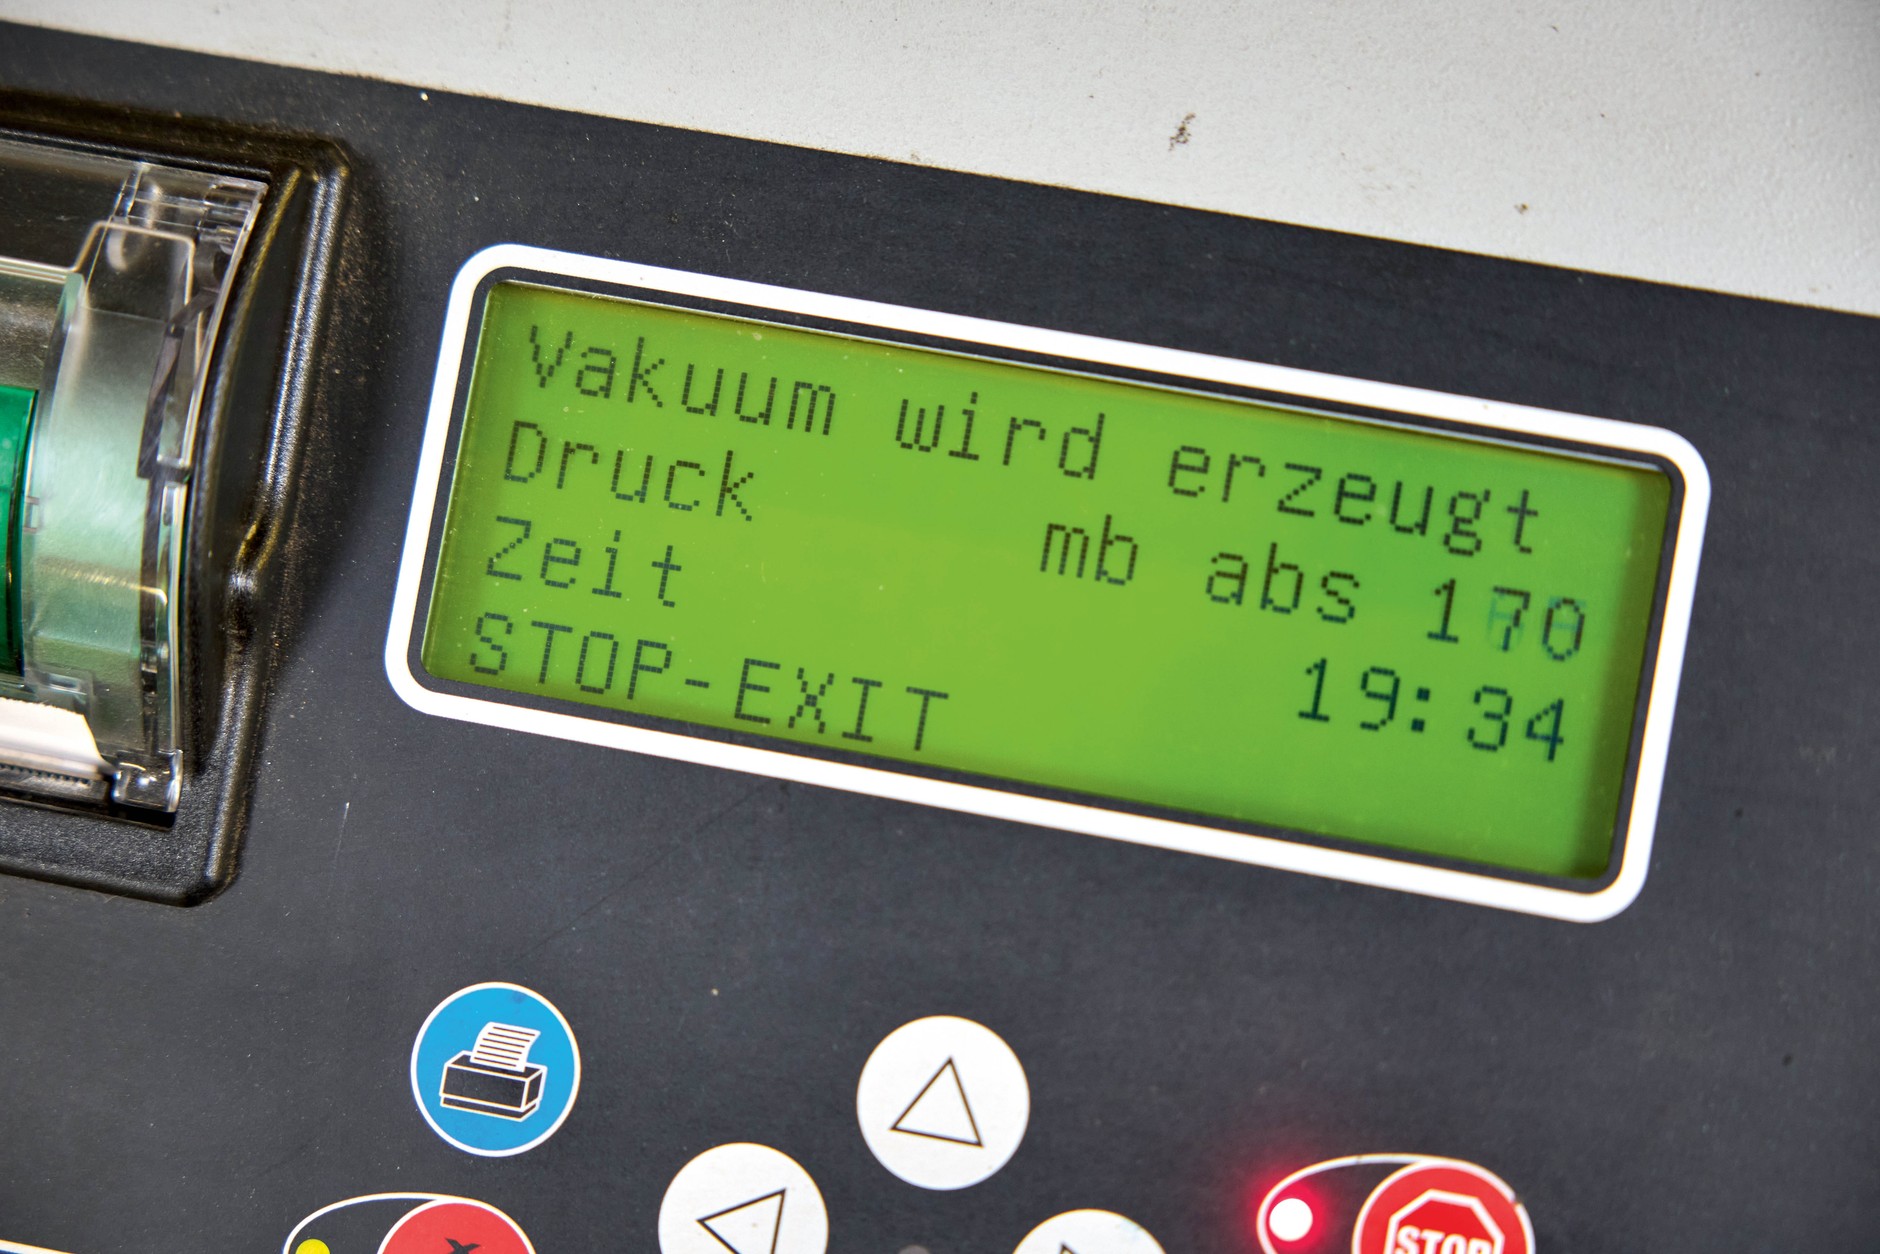 Vakuum wird erzeugt
Druck mb abs 170
Zeit 19:34
STOP-EXIT
STOP